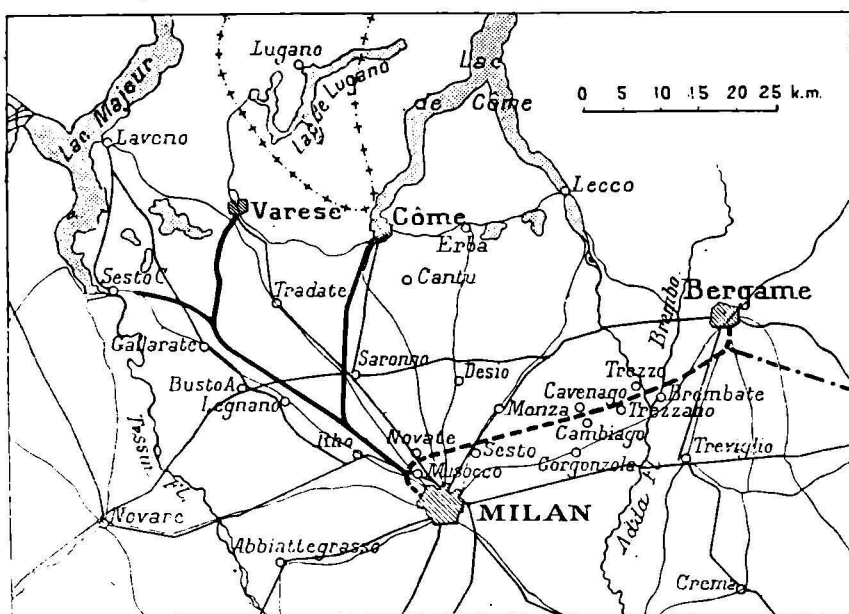 Lugano
Lac
Lac Majeur
Lac de Lugano
de Côme
0 5 10 15 20 25 k.m.
Laveno
Lecco
Varese
Côme
Erba
Cantu
Sesto C
Tradate
Brembo
Bergame
Gallarate
Saronno
Desio
Trezzo
Busto A
Legnano
Cavenago
Brembate
Monza
Trezzano
Cambiago
Rho
Novate
Sesto
Treviglio
Musocco
Gorgonzola
Tessin Fl.
Adda Fl.
MILAN
Novare
Abbiattegrasso
Crema